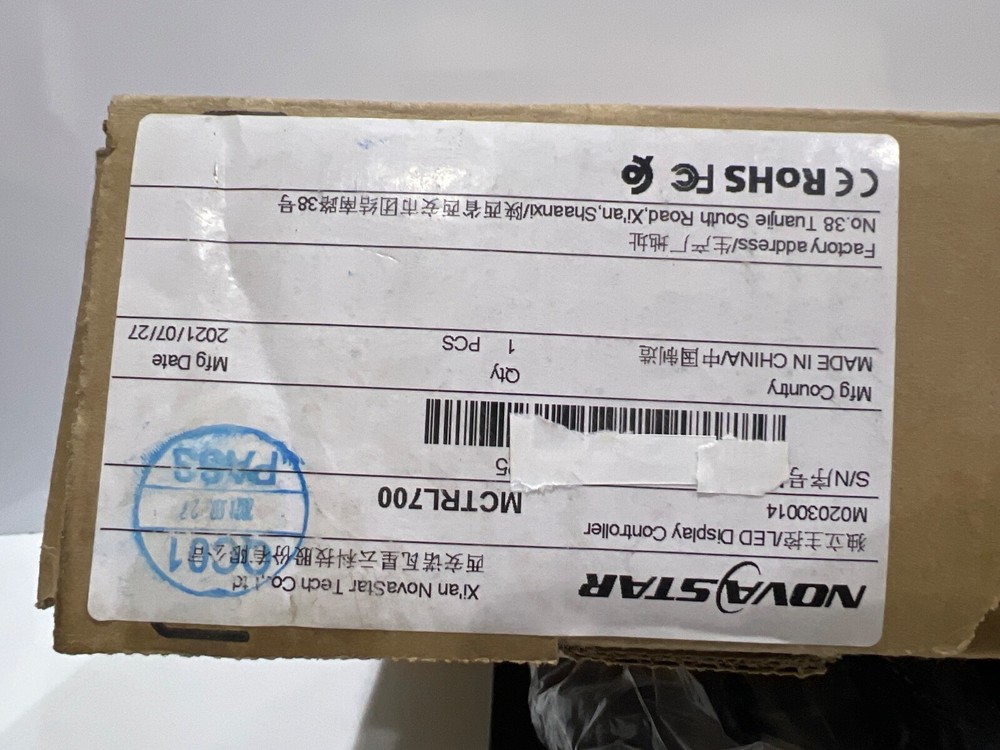 NOVASTAR
Xi'an NovaStar Tech Co.,Ltd
西安诺瓦星云科技股份有限公司
独立主控/LED Display Controller
M02030014
MCTRL700
S/N序号
5
QC01
PASS
Mfg Country
MADE IN CHINA/中国制造
Qty
1 PCS
Mfg Date
2021/07/27
Factory address/生产厂地址
No.38 Tuanjie South Road,Xi'an,Shaanxi/陕西省西安市团结南路38号
CE RoHS FC